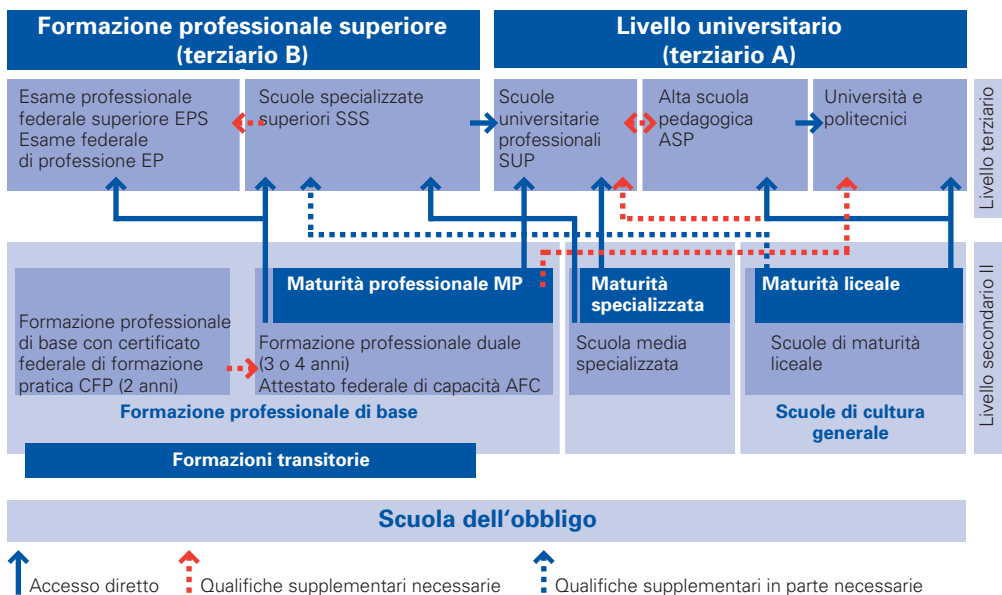 Formazione professionale superiore
(terziario B)
Livello universitario
(terziario A)
Esame professionale
federale superiore EPS
Esame federale
di professione EP
Scuole specializzate
superiori SSS
Scuole
universitarie
professionali
SUP
Alta scuola
pedagogica
ASP
Università e
politecnici
Livello terziario
Maturità professionale MP
Maturità
specializzata
Maturità liceale
Formazione professionale
di base con certificato
federale di formazione
pratica CFP (2 anni)
Formazione professionale duale
(3 o 4 anni)
Attestato federale di capacità AFC
Scuola media
specializzata
Scuole di maturità
liceale
Formazione professionale di base
Scuole di cultura
generale
Livello secondario II
Formazioni transitorie
Scuola dell‘obbligo
Accesso diretto
Qualifiche supplementari necessarie
Qualifiche supplementari in parte necessarie